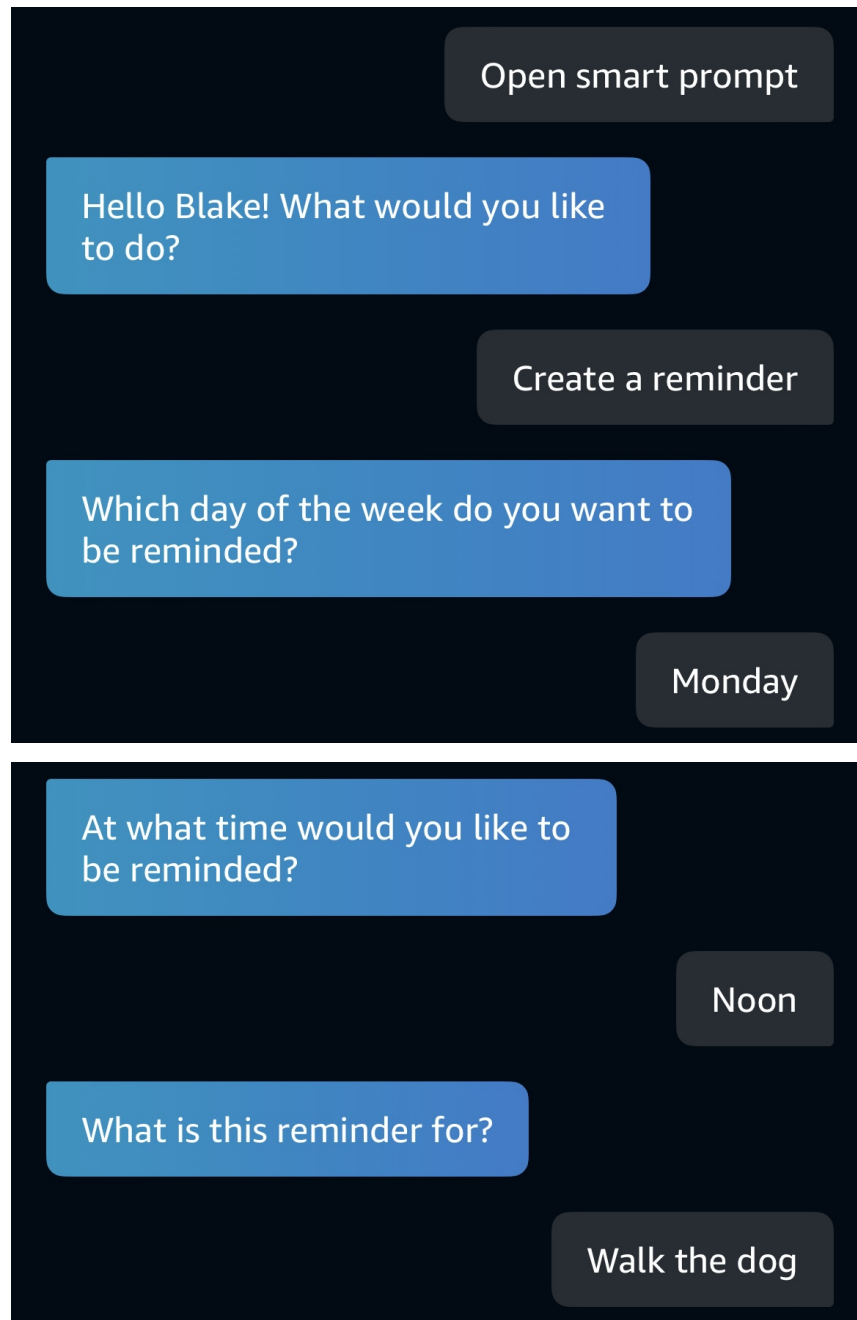 Open smart prompt
Hello Blake! What would you like
to do?
Create a reminder
Which day of the week do you want to
be reminded?
Monday
At what time would you like to
be reminded?
Noon
What is this reminder for?
Walk the dog